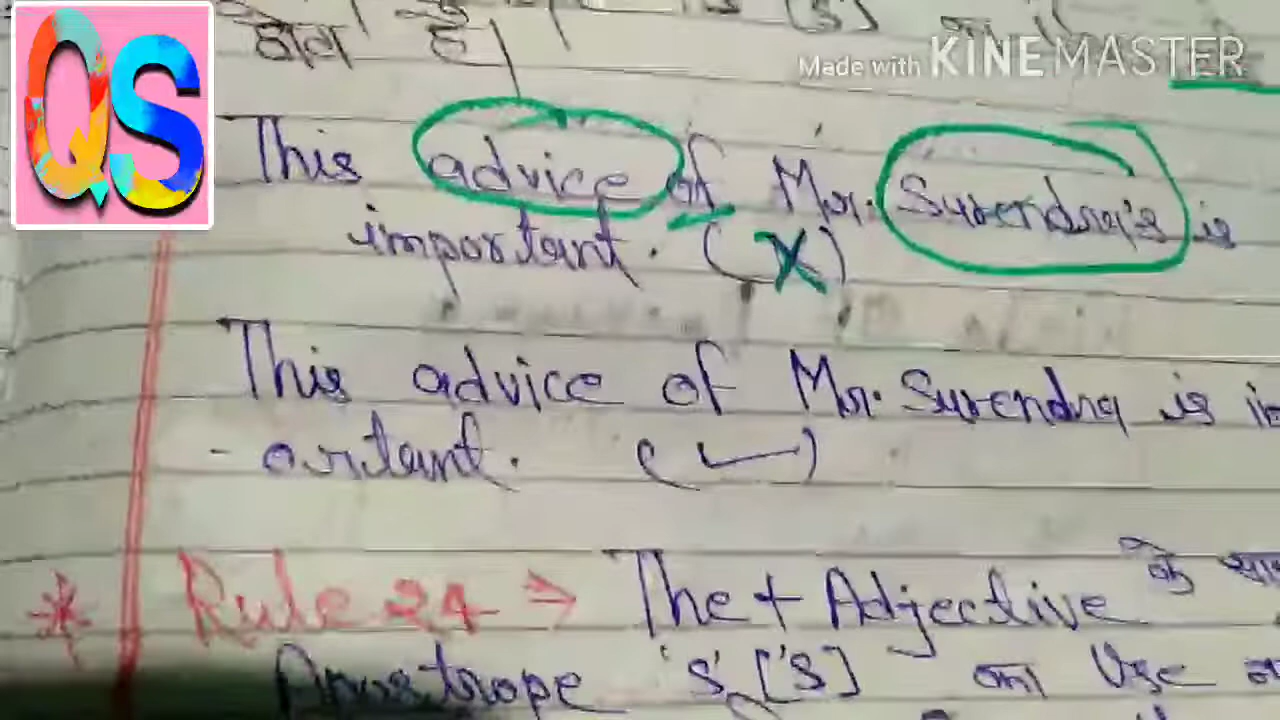 QS
Made with KINEMASTER
होता है।
This advice of Mr. Surendra's is
important. (X)
This advice of Mr. Surendra is im
- ortant. (✓)
* Rule 24 ⇒ The + Adjective के
Apostrope 's' ['s] का Use